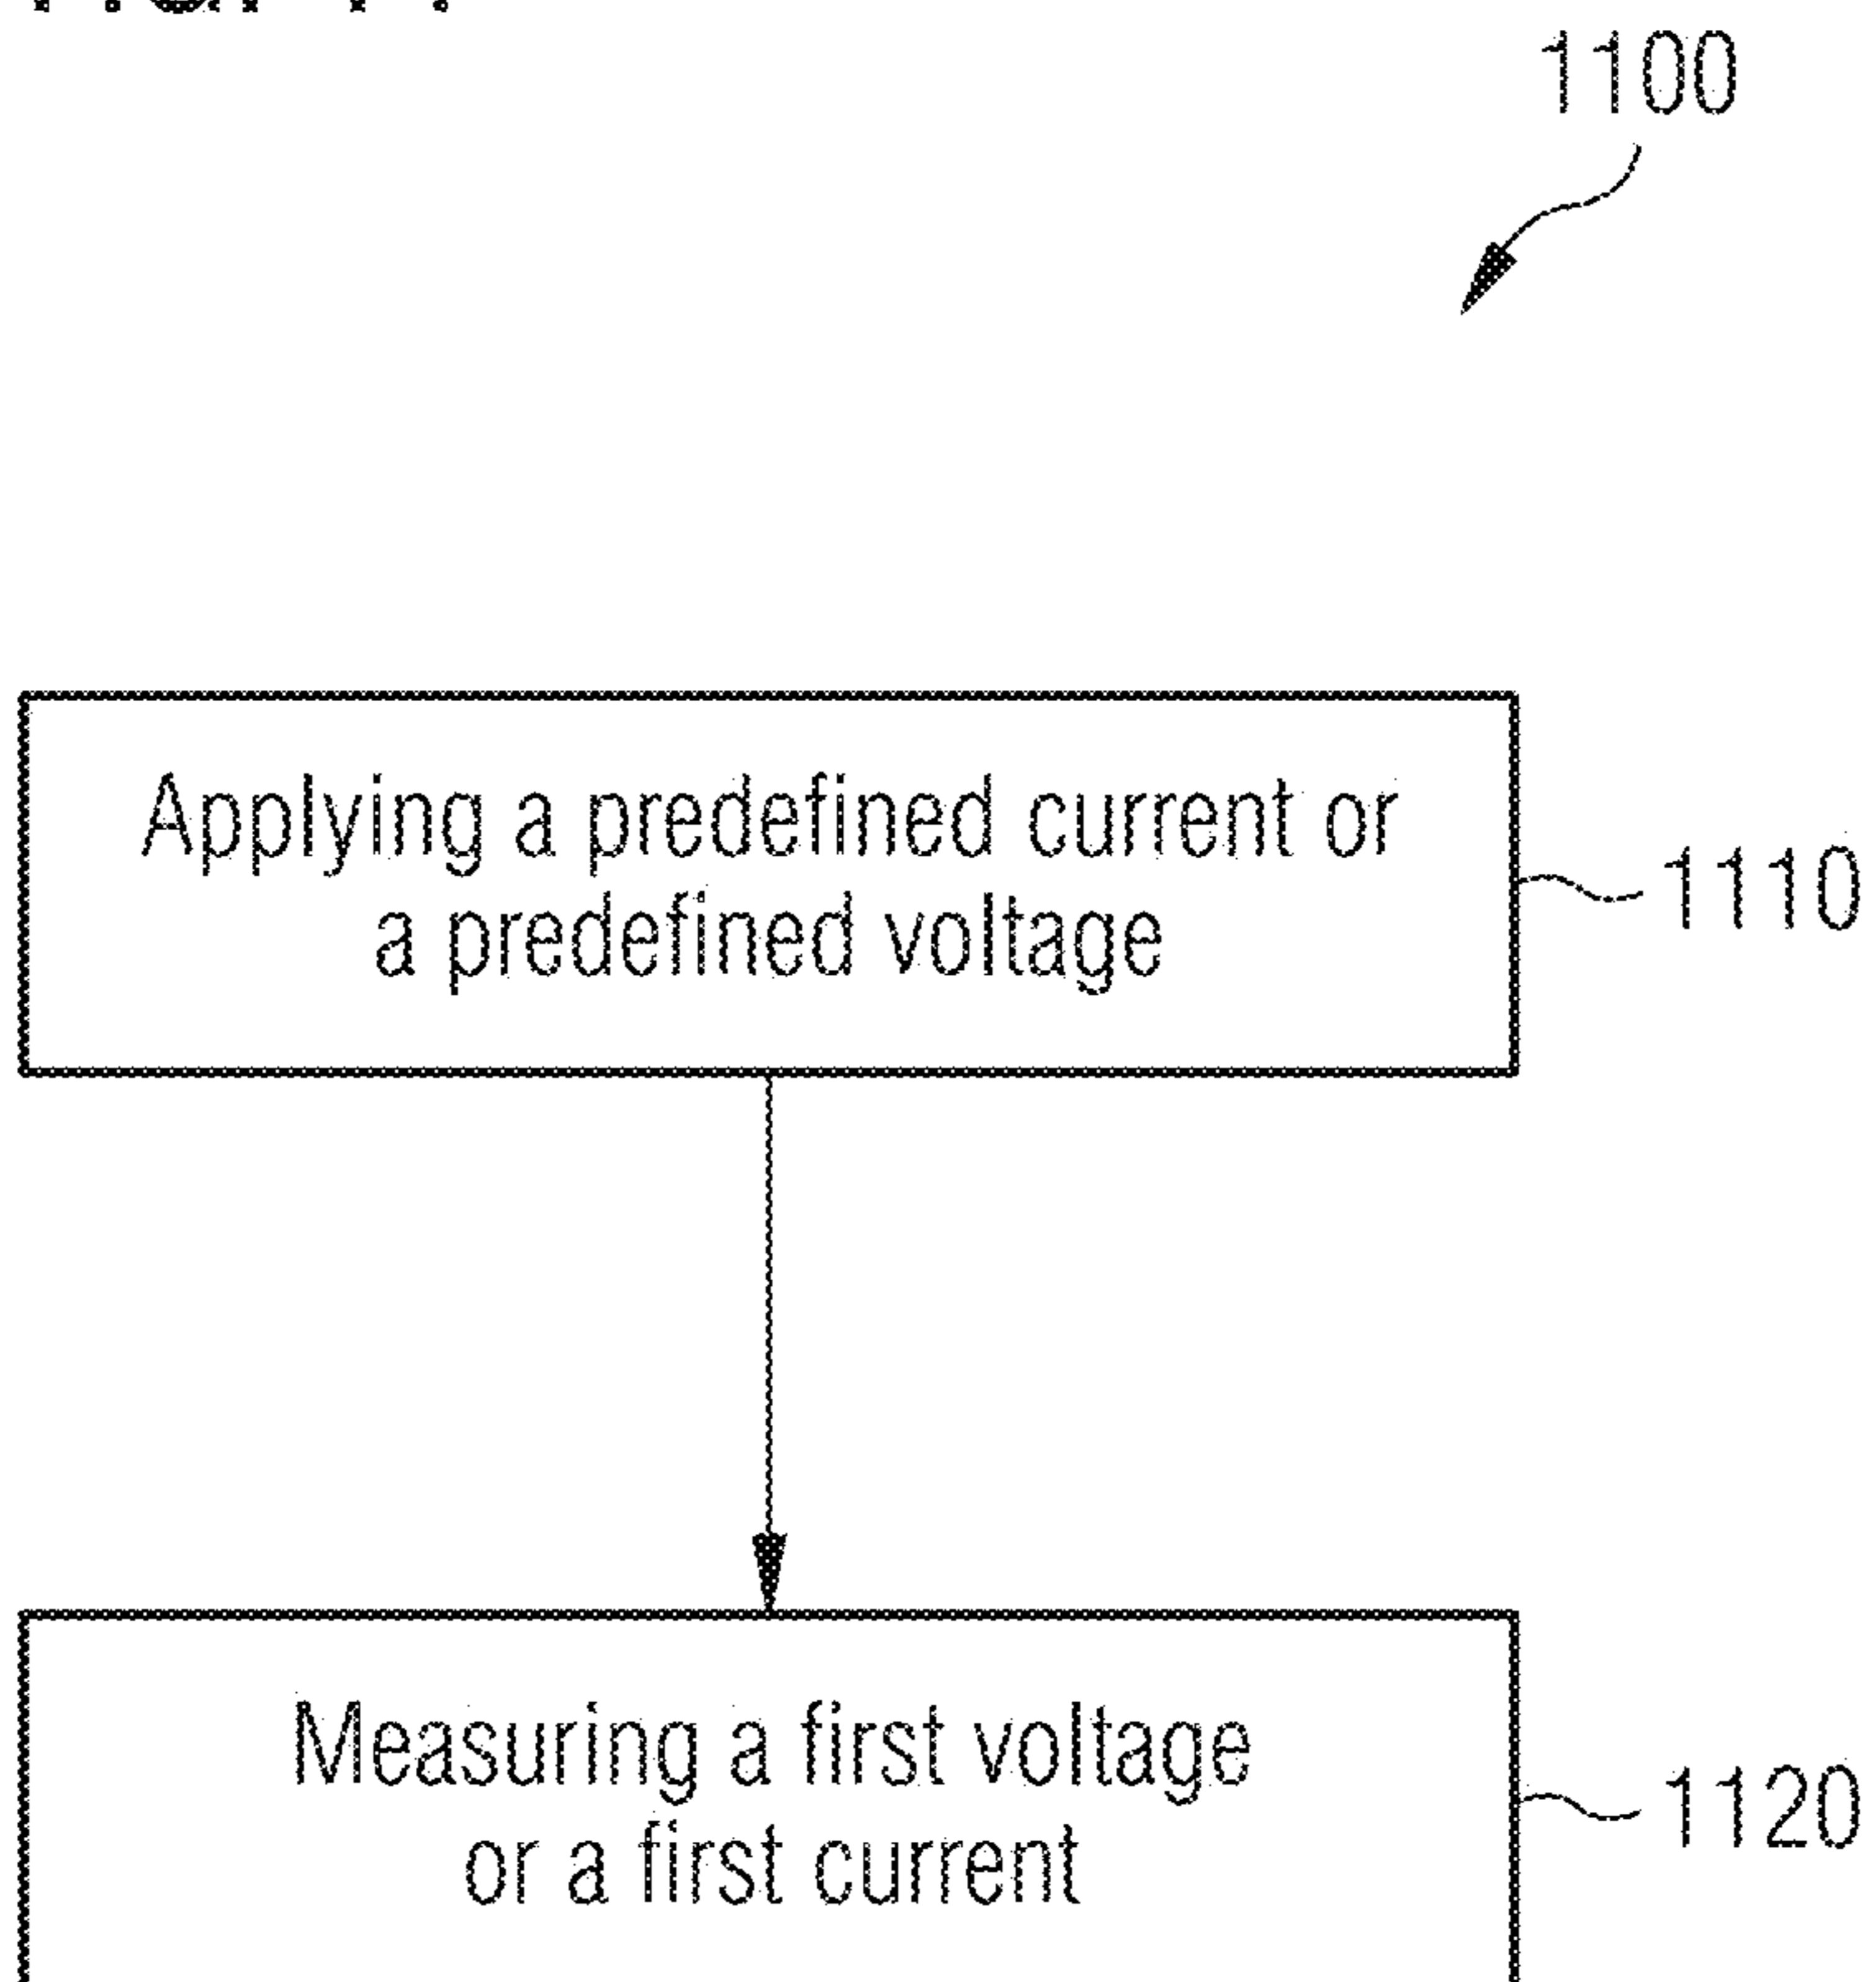 1100
Applying a predefined current or
a predefined voltage
1110
Measuring a first voltage
or a first current
1120